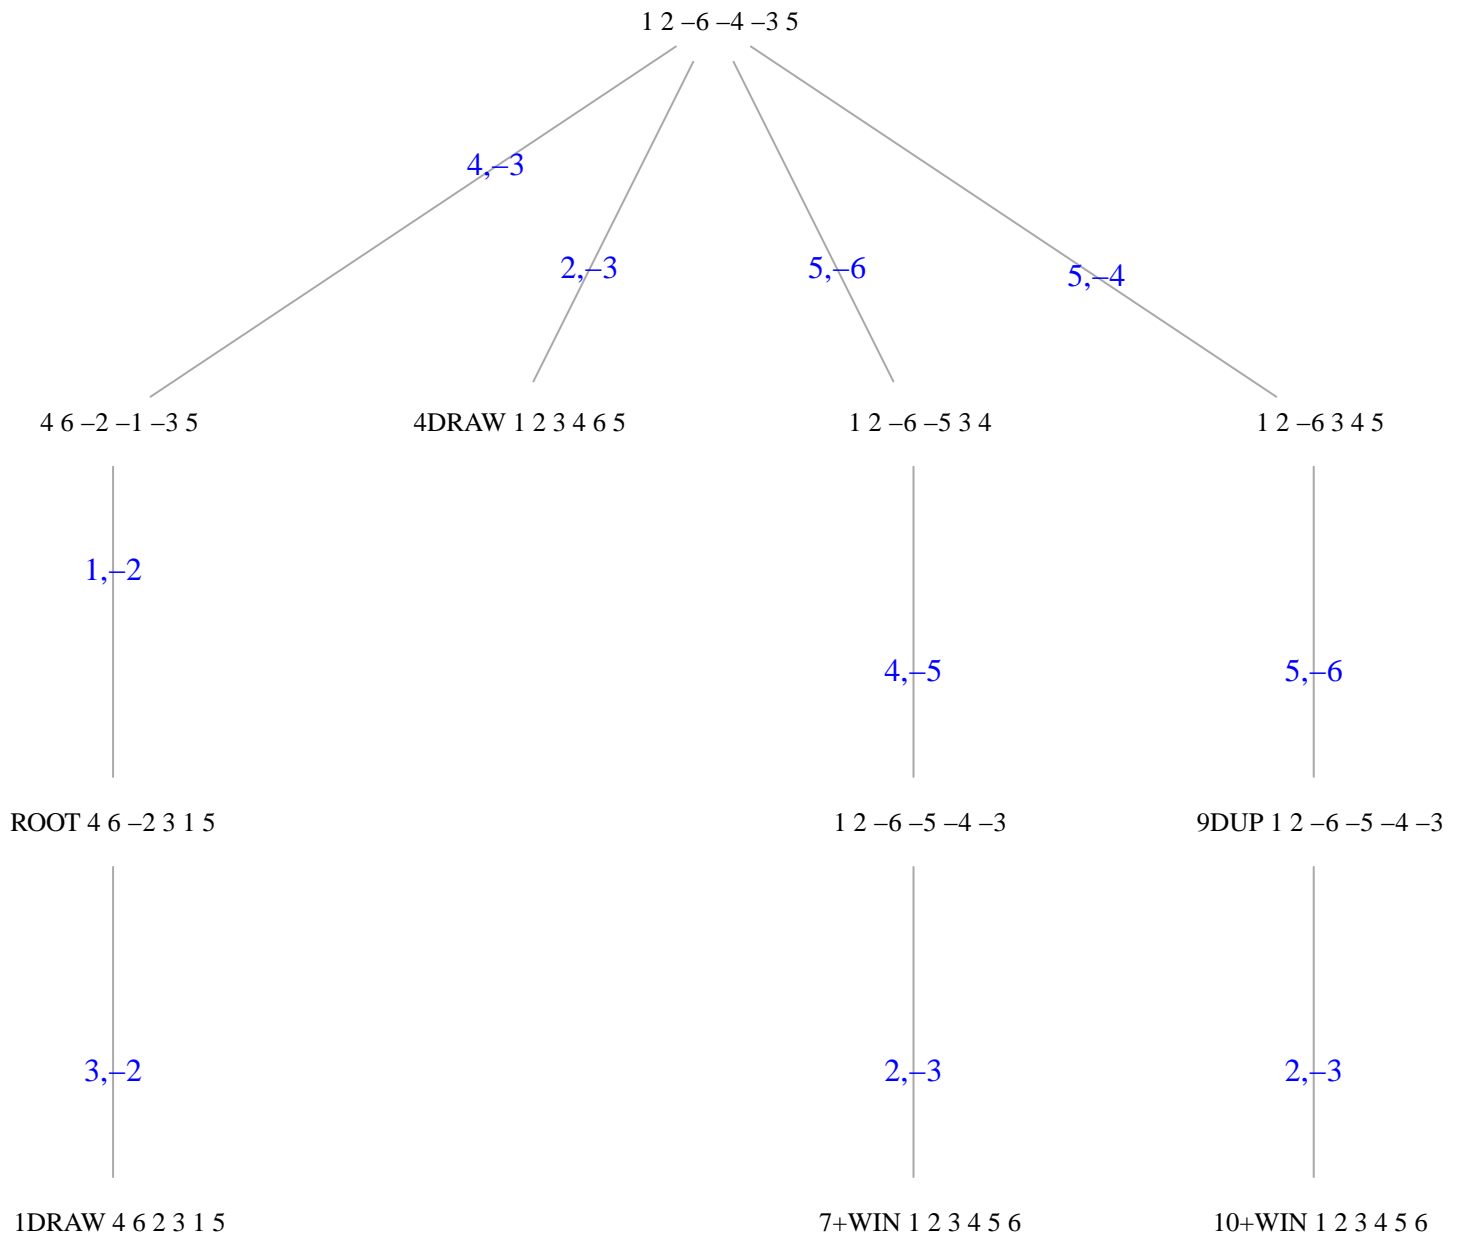 1 2 –6 –4 –3 5
4,–3
2,–3
5,–6
5,–4
4 6 –2 –1 –3 5
4DRAW 1 2 3 4 6 5
1 2 –6 –5 3 4
1 2 –6 3 4 5
1,–2
4,–5
5,–6
ROOT 4 6 –2 3 1 5
1 2 –6 –5 –4 –3
9DUP 1 2 –6 –5 –4 –3
3,–2
2,–3
2,–3
1DRAW 4 6 2 3 1 5
7+WIN 1 2 3 4 5 6
10+WIN 1 2 3 4 5 6